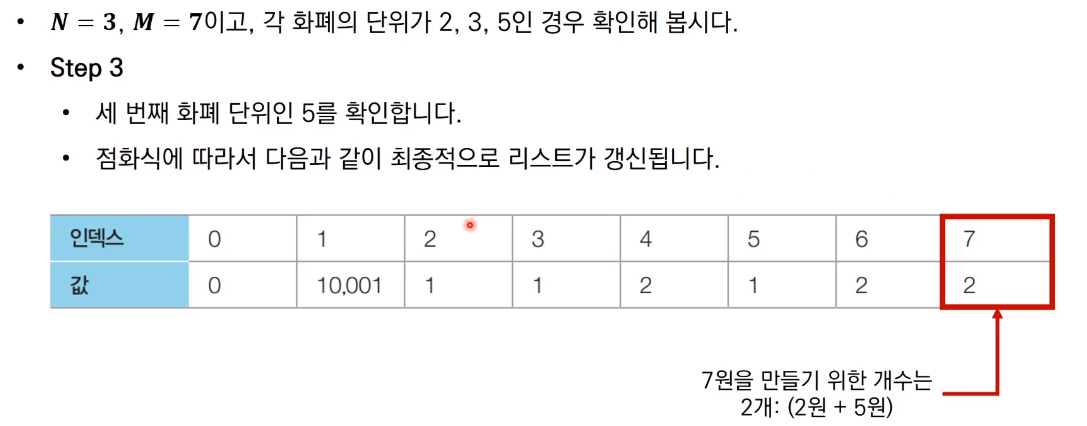 • N = 3, M = 7이고, 각 화폐의 단위가 2, 3, 5인 경우 확인해 봅시다.
• Step 3
• 세 번째 화폐 단위인 5를 확인합니다.
• 점화식에 따라서 다음과 같이 최종적으로 리스트가 갱신됩니다.
인덱스 0 1 2 3 4 5 6 7
값 0 10,001 1 1 2 1 2 2
7원을 만들기 위한 개수는
2개: (2원 + 5원)